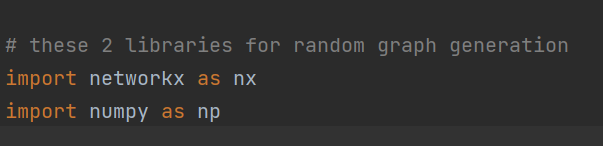 # these 2 libraries for random graph generation
import networkx as nx
import numpy as np